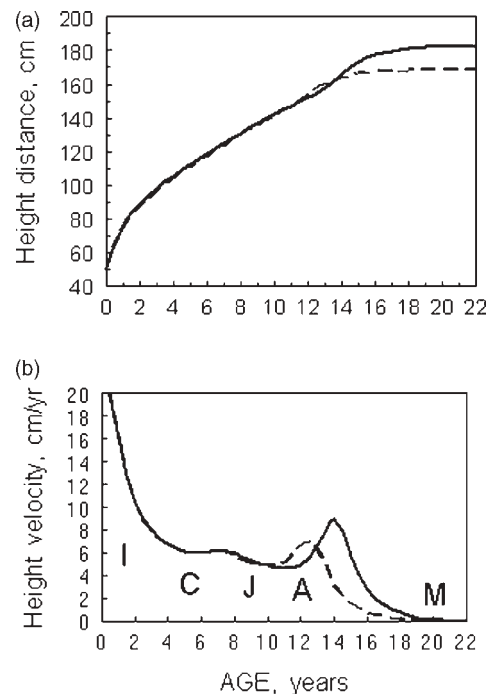 (a)
Height distance, cm
200
180
160
140
120
100
80
60
40
0 2 4 6 8 10 12 14 16 18 20 22
(b)
Height velocity, cm/yr
20
18
16
14
12
10
8
6
4
2
0
I C J A M
0 2 4 6 8 10 12 14 16 18 20 22
AGE, years